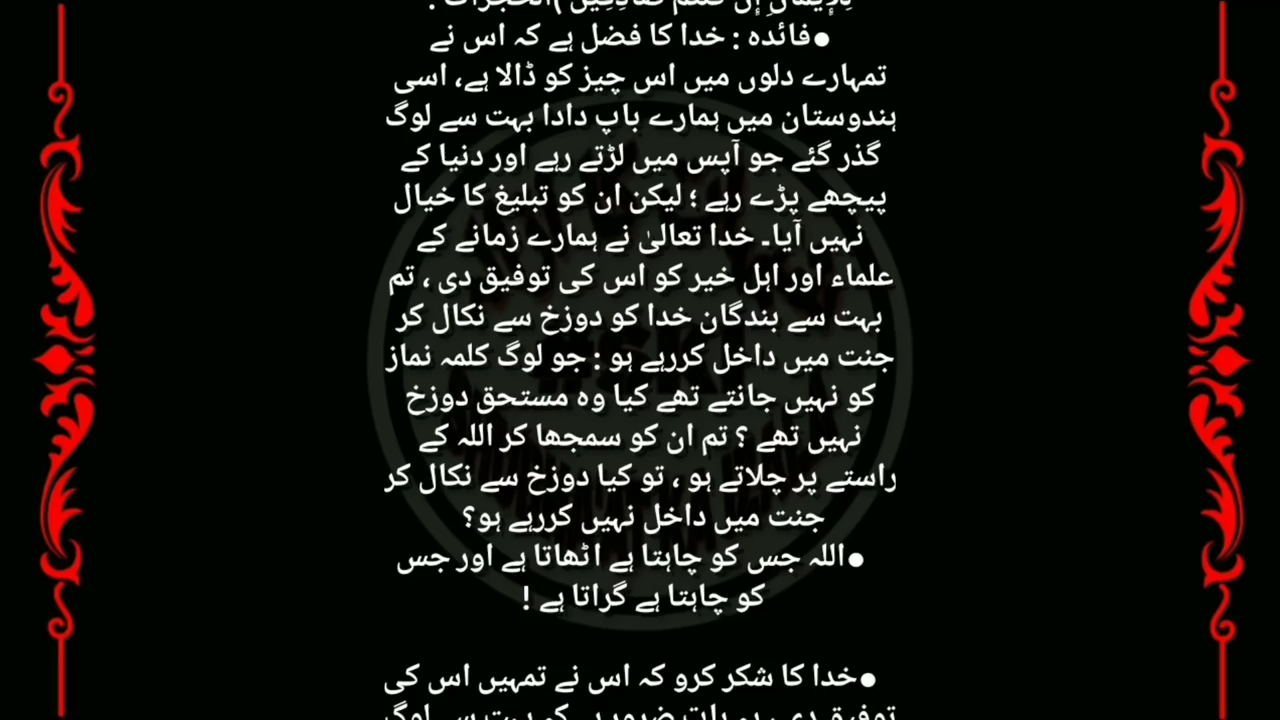 ●فائدہ : خدا کا فضل ہے کہ اس نے
تمہارے دلوں میں اس چیز کو ڈالا ہے، اسی
ہندوستان میں ہمارے باپ دادا بہت سے لوگ
گذر گئے جو آپس میں لڑتے رہے اور دنیا کے
پیچھے پڑے رہے ؛ لیکن ان کو تبلیغ کا خیال
نہیں آیا۔ خدا تعالیٰ نے ہمارے زمانے کے
علماء اور اہل خیر کو اس کی توفیق دی ، تم
بہت سے بندگان خدا کو دوزخ سے نکال کر
جنت میں داخل کررہے ہو : جو لوگ کلمہ نماز
کو نہیں جانتے تھے کیا وہ مستحق دوزخ
نہیں تھے ؟ تم ان کو سمجھا کر اللہ کے
راستے پر چلاتے ہو ، تو کیا دوزخ سے نکال کر
جنت میں داخل نہیں کررہے ہو؟
●اللہ جس کو چاہتا ہے اٹھاتا ہے اور جس
کو چاہتا ہے گراتا ہے !
●خدا کا شکر کرو کہ اس نے تمہیں اس کی